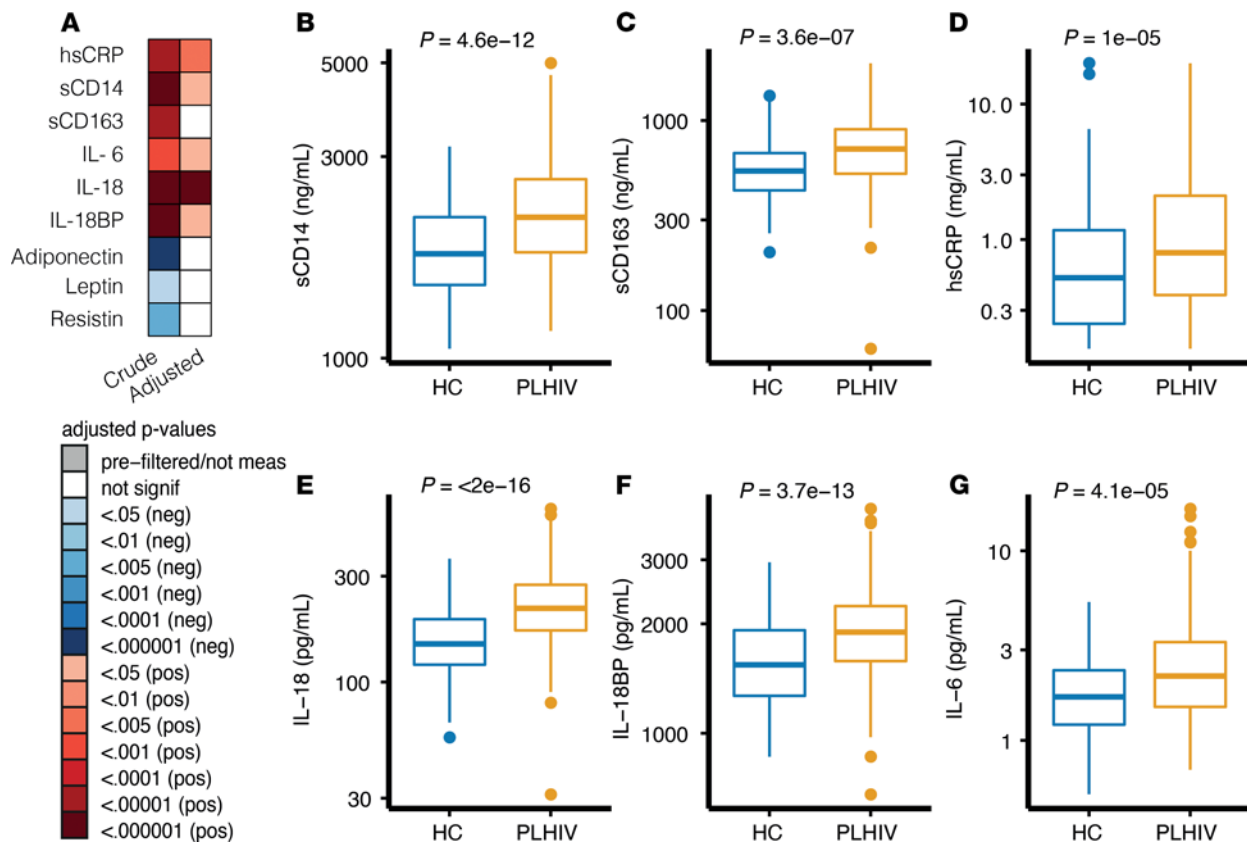 A
hsCRP
sCD14
sCD163
IL- 6
IL-18
IL-18BP
Adiponectin
Leptin
Resistin
Crude
Adjusted
adjusted p-values
pre-filtered/not meas
not signif
<.05 (neg)
<.01 (neg)
<.005 (neg)
<.001 (neg)
<.0001 (neg)
<.000001 (neg)
<.05 (pos)
<.01 (pos)
<.005 (pos)
<.001 (pos)
<.0001 (pos)
<.00001 (pos)
<.000001 (pos)
B
P = 4.6e-12
sCD14 (ng/mL)
5000
3000
1000
HC PLHIV
C
P = 3.6e-07
sCD163 (ng/mL)
1000
300
100
HC PLHIV
D
P = 1e-05
hsCRP (mg/mL)
10.0
3.0
1.0
0.3
HC PLHIV
E
P = <2e-16
IL-18 (pg/mL)
300
100
30
HC PLHIV
F
P = 3.7e-13
IL-18BP (pg/mL)
3000
2000
1000
HC PLHIV
G
P = 4.1e-05
IL-6 (pg/mL)
10
3
1
HC PLHIV